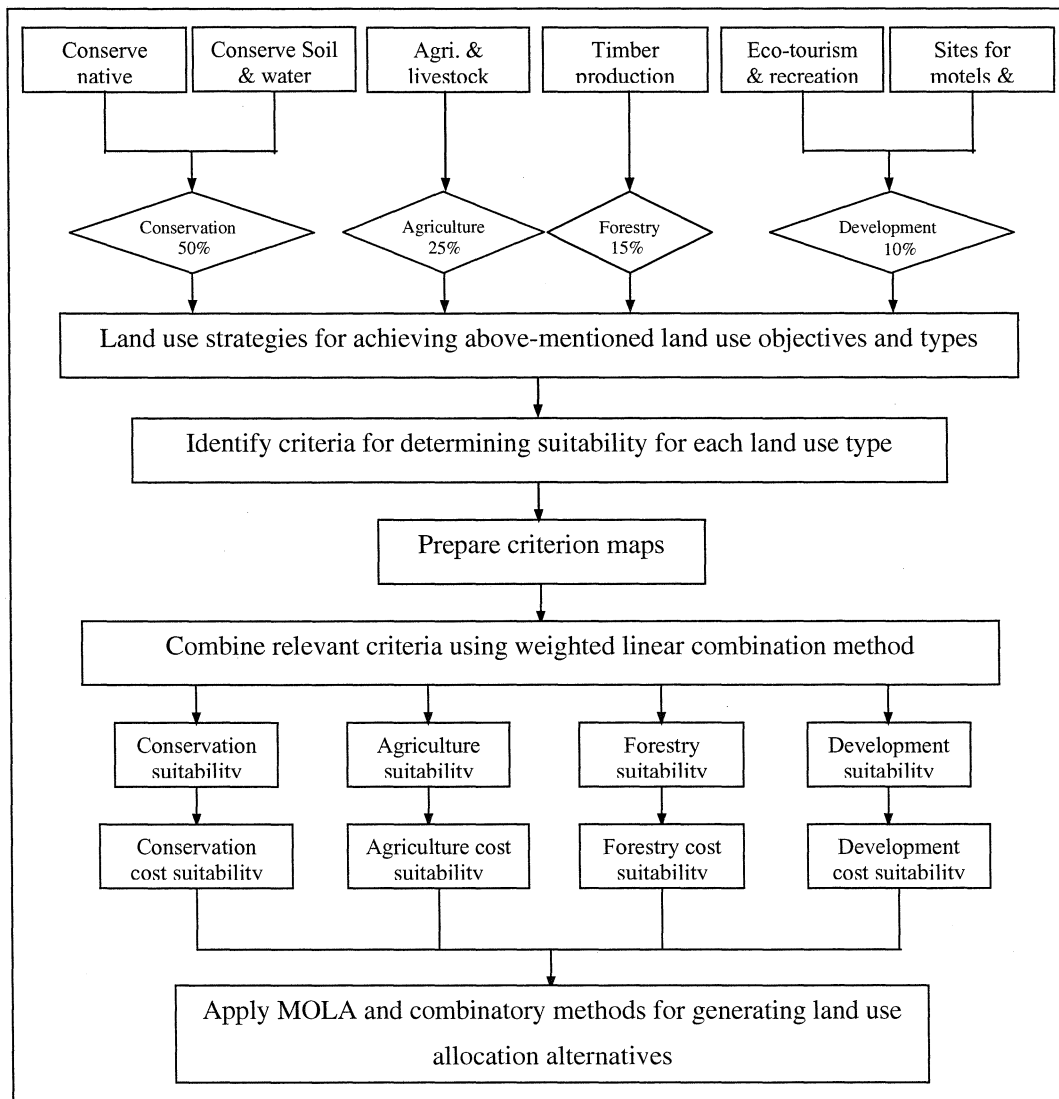 Conserve
native
Conserve Soil
& water
Agri. &
livestock
Timber
production
Eco-tourism
& recreation
Sites for
motels &
Conservation
50%
Agriculture
25%
Forestry
15%
Development
10%
Land use strategies for achieving above-mentioned land use objectives and types
Identify criteria for determining suitability for each land use type
Prepare criterion maps
Combine relevant criteria using weighted linear combination method
Conservation
suitability
Agriculture
suitability
Forestry
suitability
Development
suitability
Conservation
cost suitability
Agriculture cost
suitability
Forestry cost
suitability
Development
cost suitability
Apply MOLA and combinatory methods for generating land use
allocation alternatives